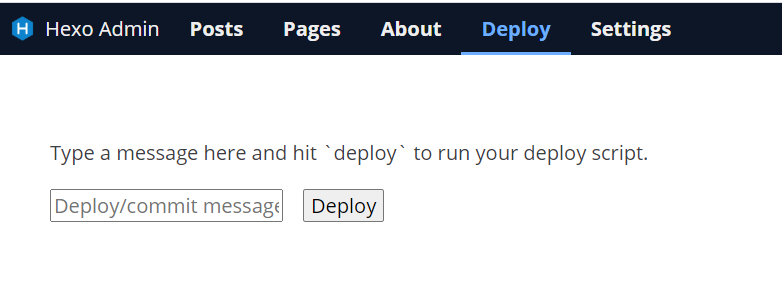 H Hexo Admin Posts Pages About Deploy Settings
Type a message here and hit `deploy` to run your deploy script.
Deploy/commit message Deploy